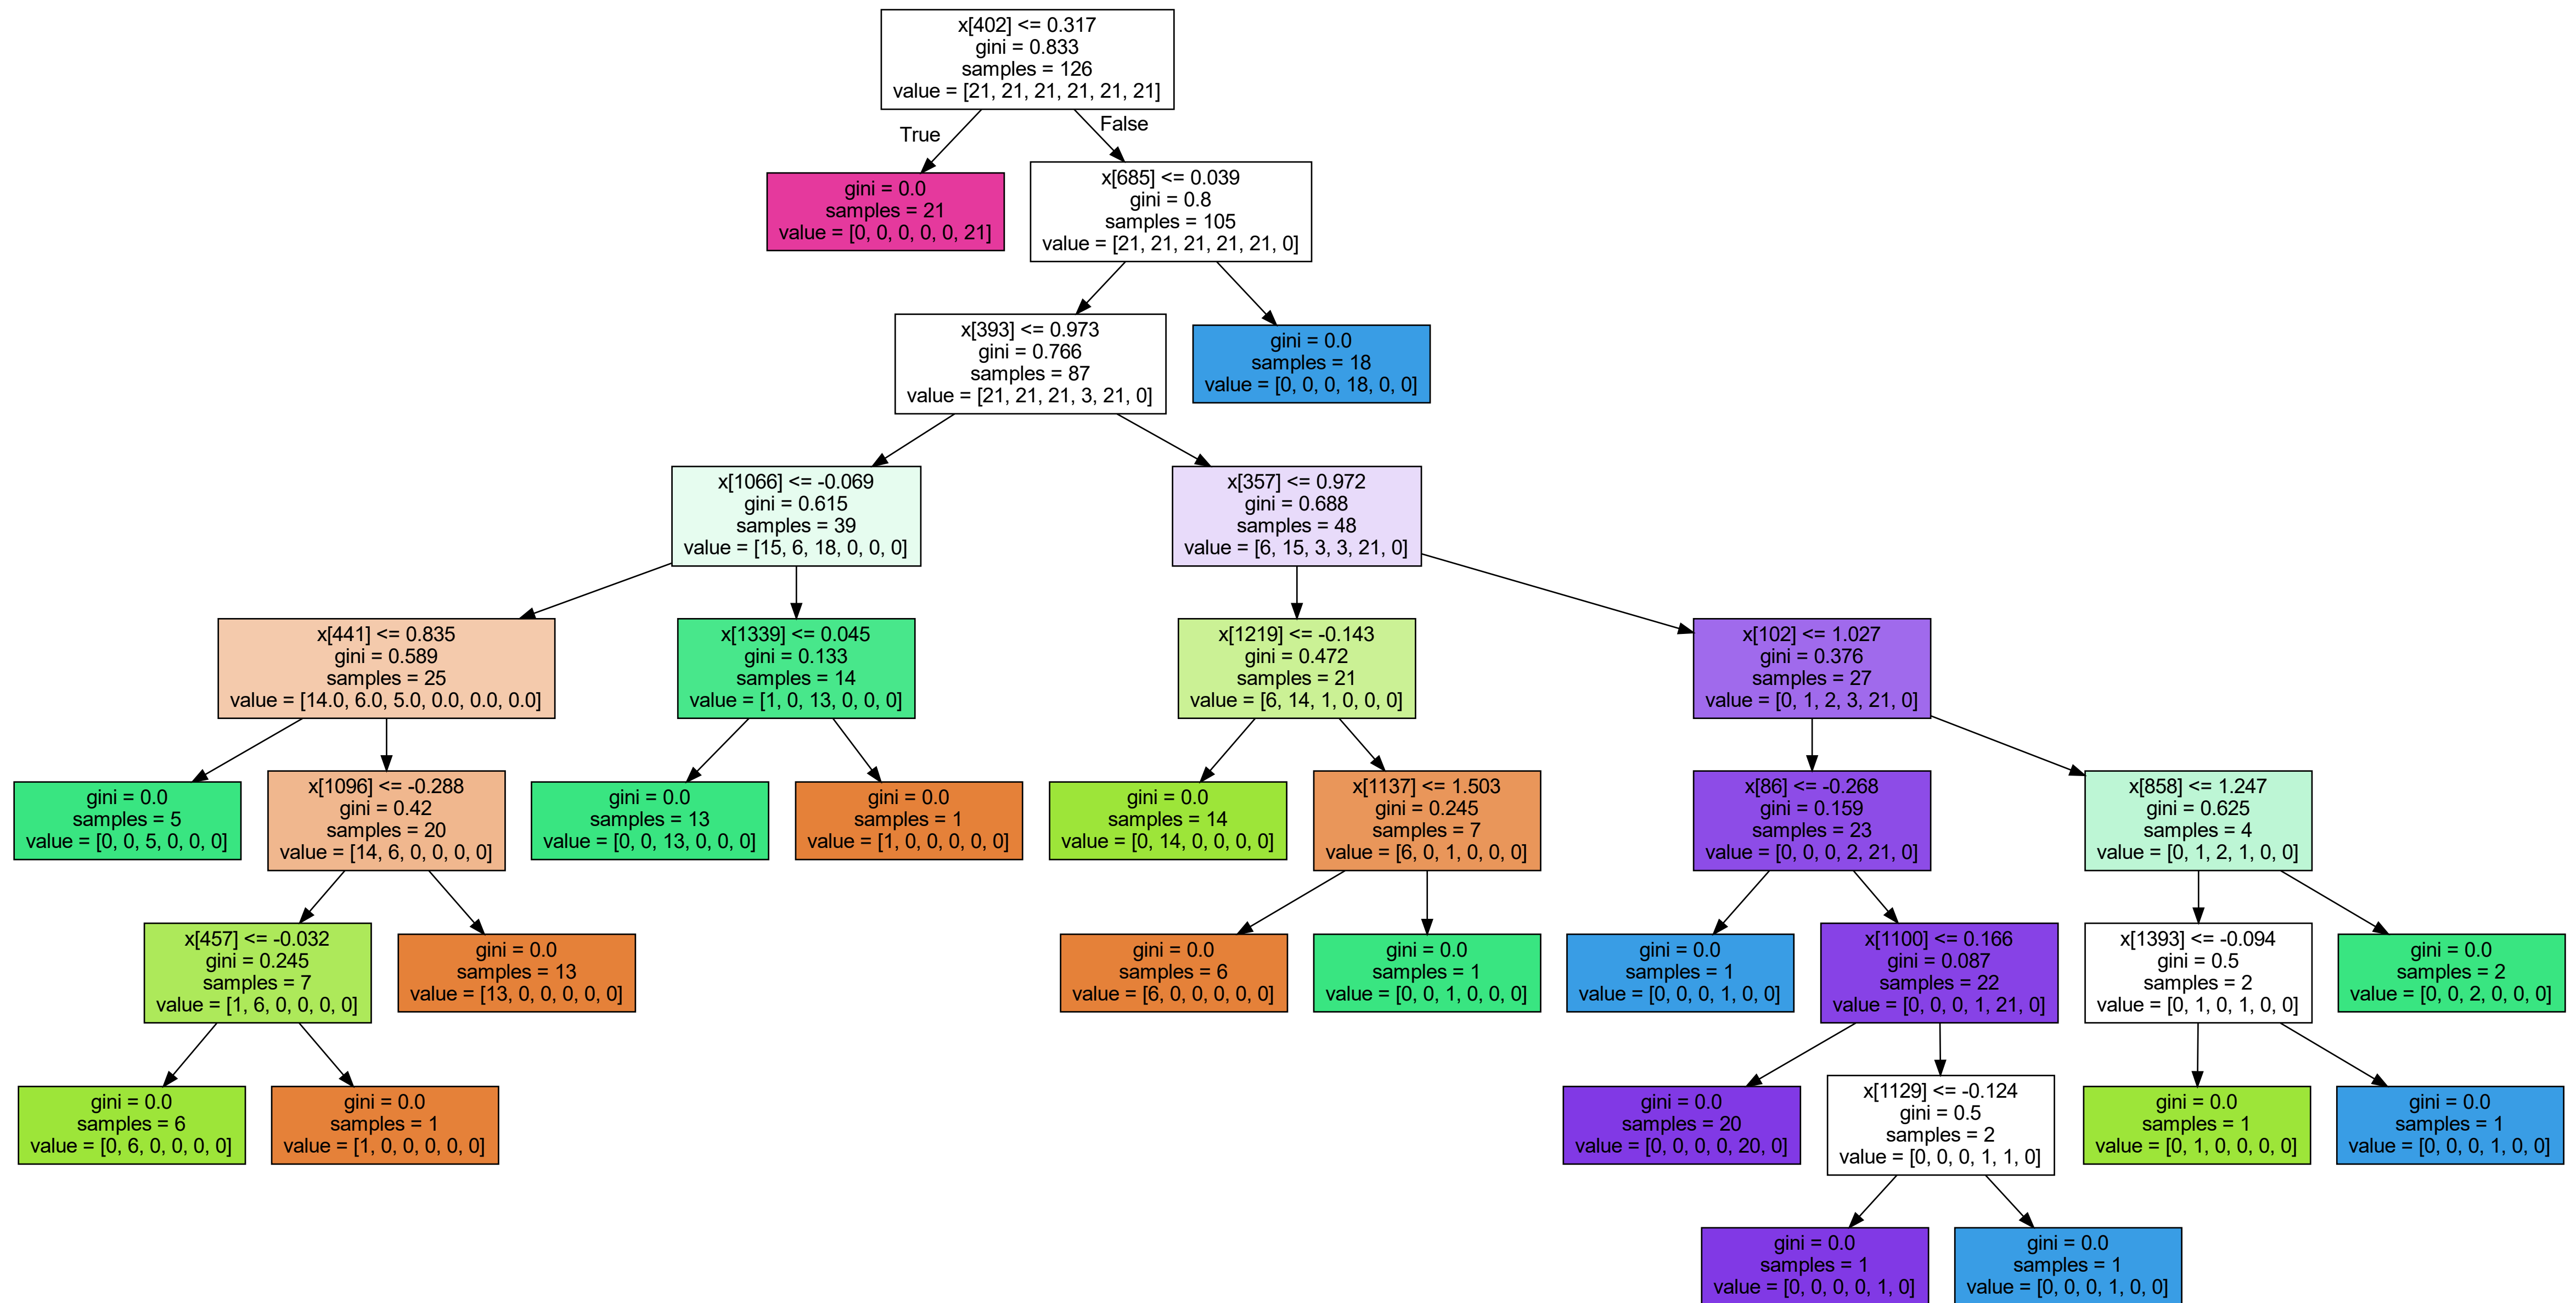 x[402] <= 0.317
gini = 0.833
samples = 126
value = [21, 21, 21, 21, 21, 21]
True
False
gini = 0.0
samples = 21
value = [0, 0, 0, 0, 0, 21]
x[685] <= 0.039
gini = 0.8
samples = 105
value = [21, 21, 21, 21, 21, 0]
x[393] <= 0.973
gini = 0.766
samples = 87
value = [21, 21, 21, 3, 21, 0]
gini = 0.0
samples = 18
value = [0, 0, 0, 18, 0, 0]
x[1066] <= -0.069
gini = 0.615
samples = 39
value = [15, 6, 18, 0, 0, 0]
x[357] <= 0.972
gini = 0.688
samples = 48
value = [6, 15, 3, 3, 21, 0]
x[441] <= 0.835
gini = 0.589
samples = 25
value = [14.0, 6.0, 5.0, 0.0, 0.0, 0.0]
x[1339] <= 0.045
gini = 0.133
samples = 14
value = [1, 0, 13, 0, 0, 0]
x[1219] <= -0.143
gini = 0.472
samples = 21
value = [6, 14, 1, 0, 0, 0]
x[102] <= 1.027
gini = 0.376
samples = 27
value = [0, 1, 2, 3, 21, 0]
gini = 0.0
samples = 5
value = [0, 0, 5, 0, 0, 0]
x[1096] <= -0.288
gini = 0.42
samples = 20
value = [14, 6, 0, 0, 0, 0]
gini = 0.0
samples = 13
value = [0, 0, 13, 0, 0, 0]
gini = 0.0
samples = 1
value = [1, 0, 0, 0, 0, 0]
gini = 0.0
samples = 14
value = [0, 14, 0, 0, 0, 0]
x[1137] <= 1.503
gini = 0.245
samples = 7
value = [6, 0, 1, 0, 0, 0]
x[86] <= -0.268
gini = 0.159
samples = 23
value = [0, 0, 0, 2, 21, 0]
x[858] <= 1.247
gini = 0.625
samples = 4
value = [0, 1, 2, 1, 0, 0]
x[457] <= -0.032
gini = 0.245
samples = 7
value = [1, 6, 0, 0, 0, 0]
gini = 0.0
samples = 13
value = [13, 0, 0, 0, 0, 0]
gini = 0.0
samples = 6
value = [6, 0, 0, 0, 0, 0]
gini = 0.0
samples = 1
value = [0, 0, 1, 0, 0, 0]
gini = 0.0
samples = 1
value = [0, 0, 0, 1, 0, 0]
x[1100] <= 0.166
gini = 0.087
samples = 22
value = [0, 0, 0, 1, 21, 0]
x[1393] <= -0.094
gini = 0.5
samples = 2
value = [0, 1, 0, 1, 0, 0]
gini = 0.0
samples = 2
value = [0, 0, 2, 0, 0, 0]
gini = 0.0
samples = 6
value = [0, 6, 0, 0, 0, 0]
gini = 0.0
samples = 1
value = [1, 0, 0, 0, 0, 0]
gini = 0.0
samples = 20
value = [0, 0, 0, 0, 20, 0]
x[1129] <= -0.124
gini = 0.5
samples = 2
value = [0, 0, 0, 1, 1, 0]
gini = 0.0
samples = 1
value = [0, 1, 0, 0, 0, 0]
gini = 0.0
samples = 1
value = [0, 0, 0, 1, 0, 0]
gini = 0.0
samples = 1
value = [0, 0, 0, 0, 1, 0]
gini = 0.0
samples = 1
value = [0, 0, 0, 1, 0, 0]